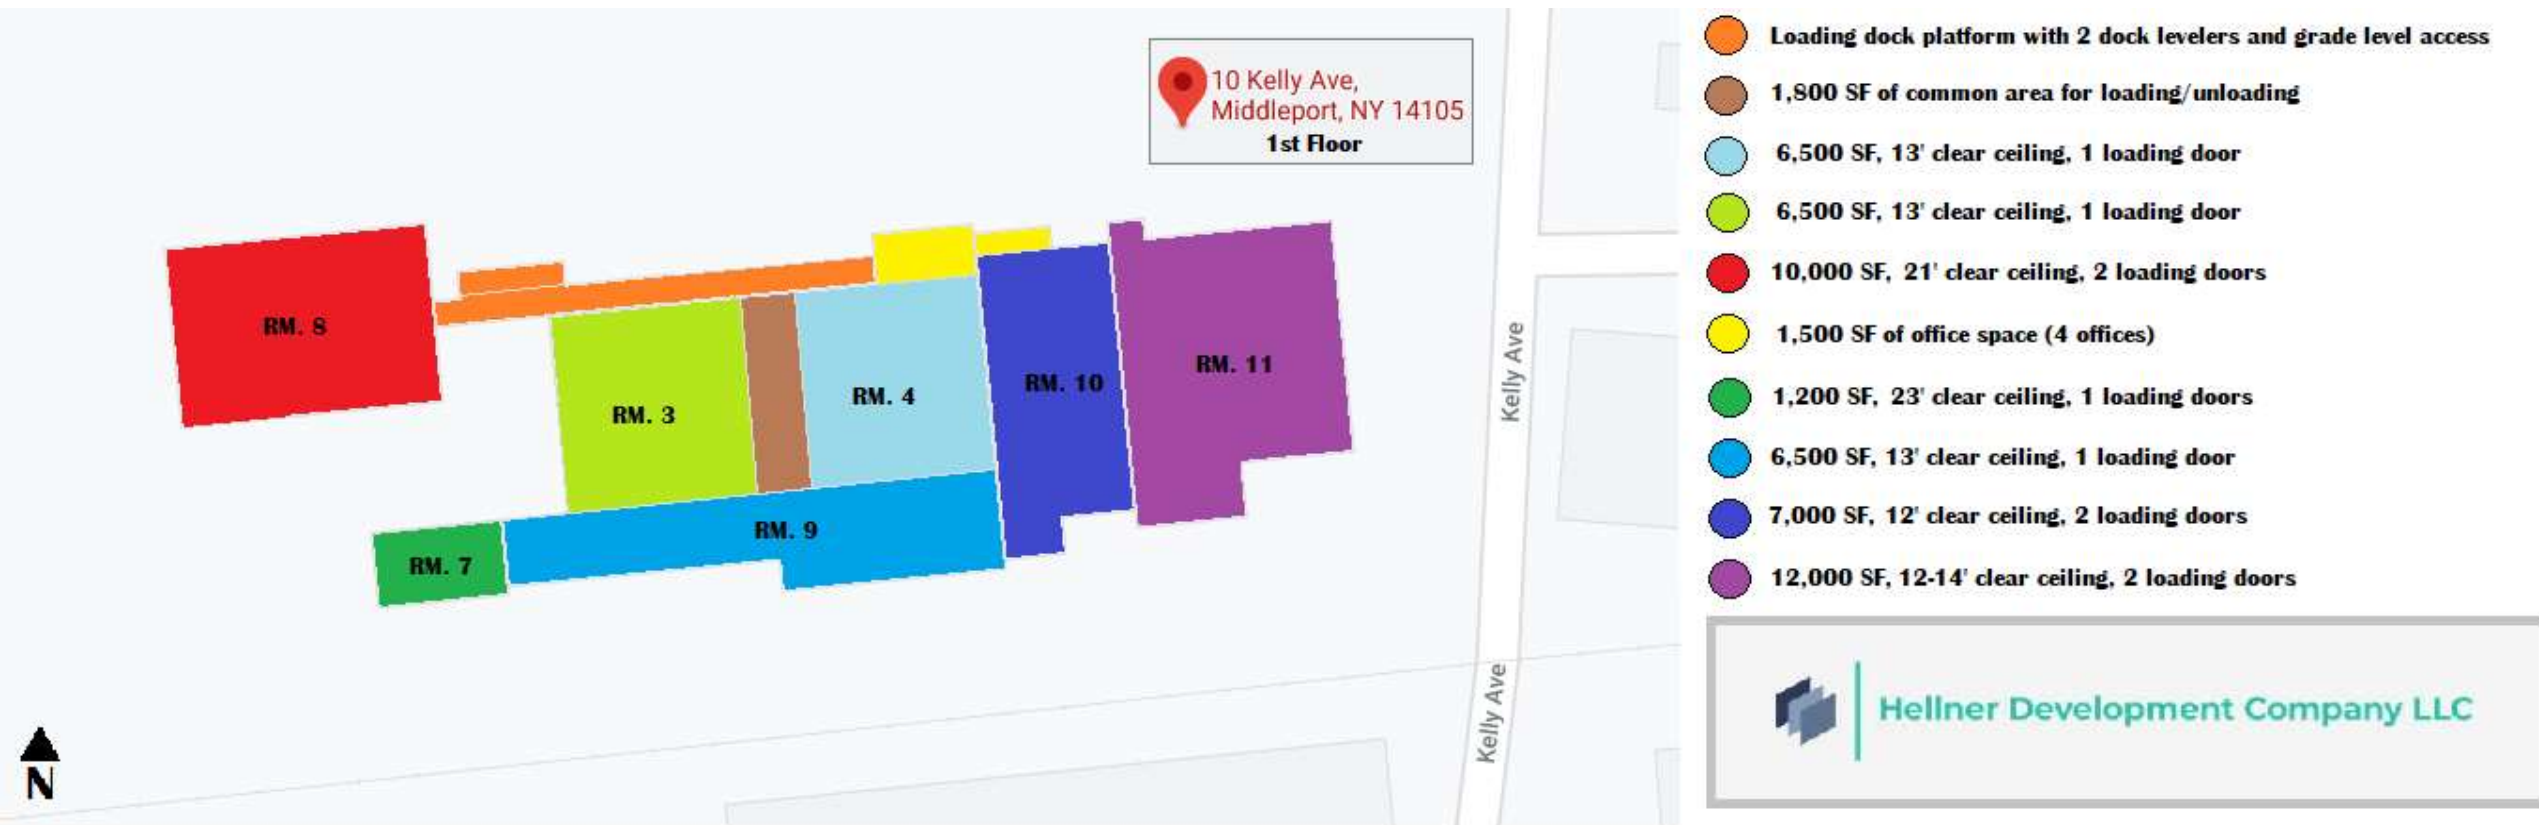 10 Kelly Ave,
Middleport, NY 14105
1st Floor
RM. 8
RM. 3
RM. 4
RM. 10
RM. 11
RM. 9
RM. 7
Kelly Ave
Kelly Ave
N
Loading dock platform with 2 dock levelers and grade level access
1,800 SF of common area for loading/unloading
6,500 SF, 13' clear ceiling, 1 loading door
6,500 SF, 13' clear ceiling, 1 loading door
10,000 SF, 21' clear ceiling, 2 loading doors
1,500 SF of office space (4 offices)
1,200 SF, 23' clear ceiling, 1 loading doors
6,500 SF, 13' clear ceiling, 1 loading door
7,000 SF, 12' clear ceiling, 2 loading doors
12,000 SF, 12-14' clear ceiling, 2 loading doors
Hellner Development Company LLC